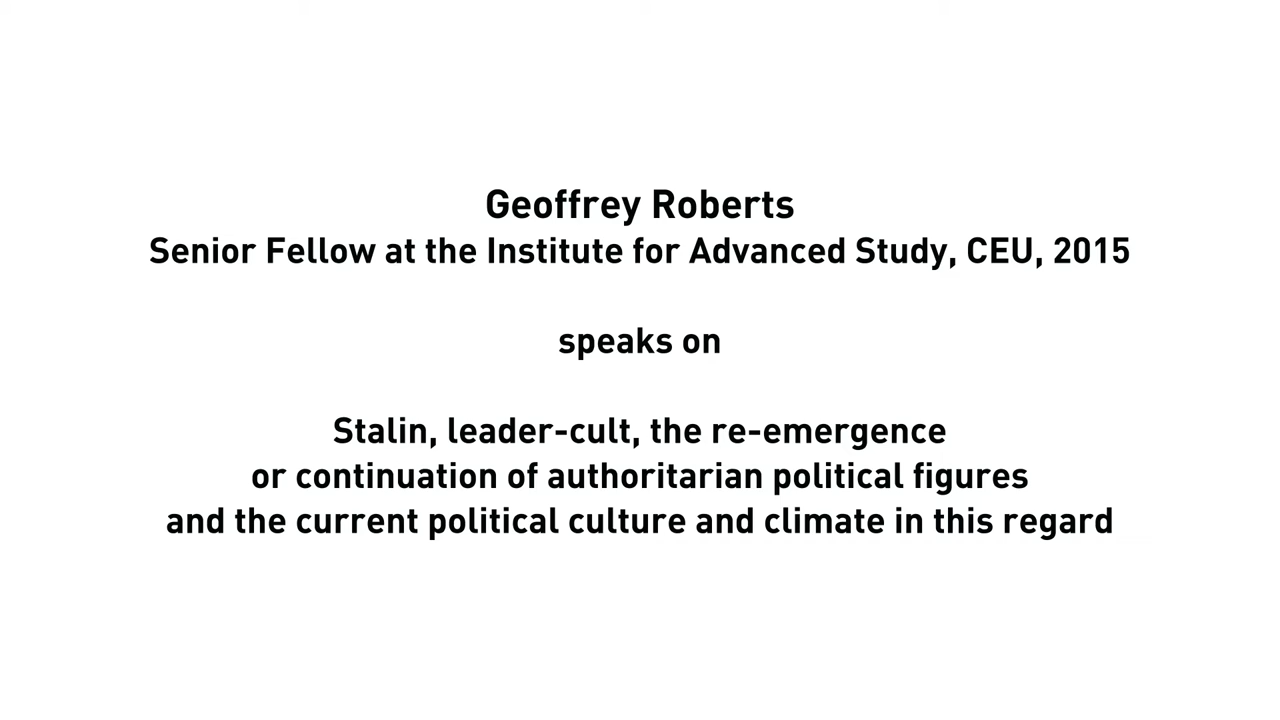 Geoffrey Roberts
Senior Fellow at the Institute for Advanced Study, CEU, 2015
speaks on
Stalin, leader-cult, the re-emergence
or continuation of authoritarian political figures
and the current political culture and climate in this regard